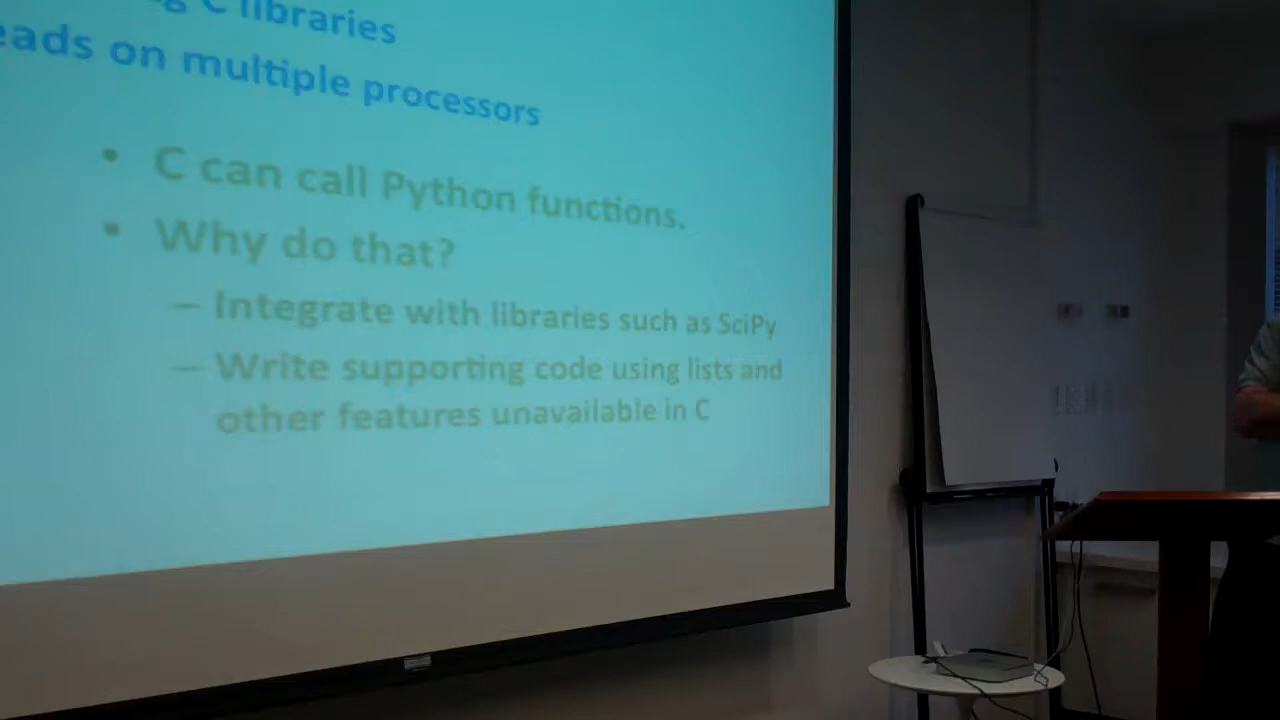 C libraries
on multiple processors
• C can call Python functions.
• Why do that?
– Integrate with libraries such as SciPy
– Write supporting code using lists and
other features unavailable in C